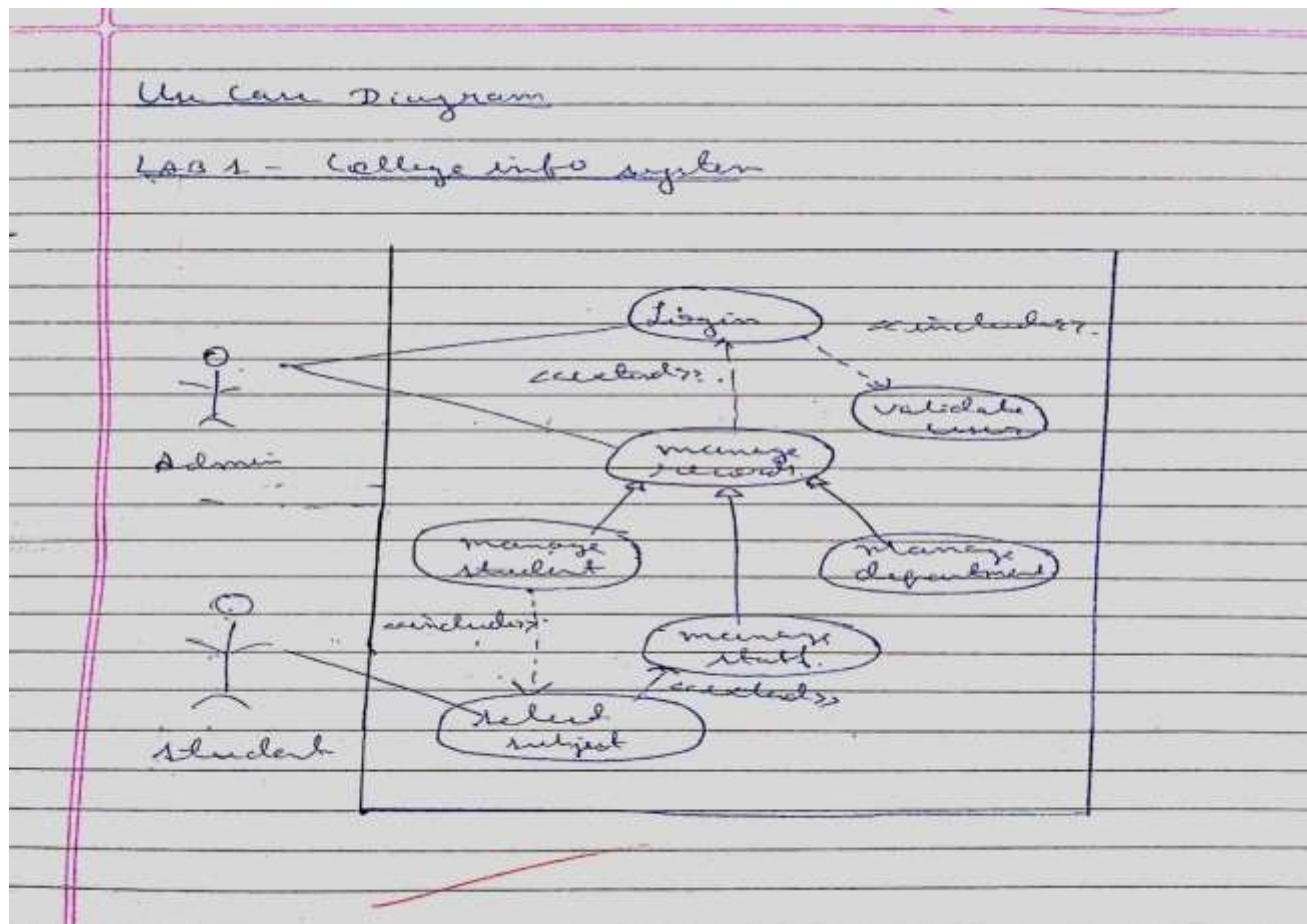 Use Case Diagram
LAB 1 - College info system
Login
<<include>>.
<<extend>>.
validate
user
manage
records.
Admin
manage
student
manage
department
<<include>>.
manage
staff.
<<extend>>
select
subject
student